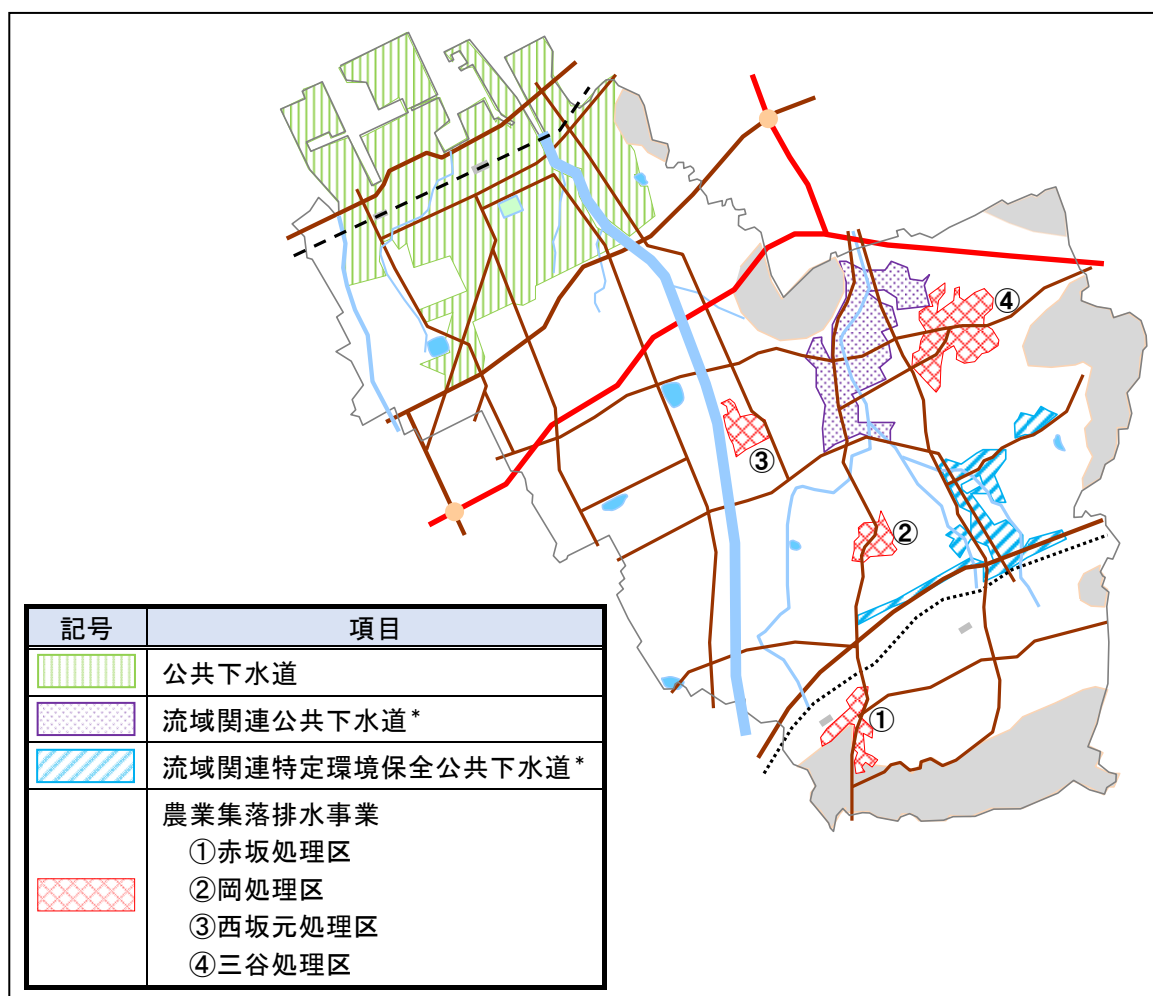 ④
③
②
①
記号 項目
公共下水道
流域関連公共下水道*
流域関連特定環境保全公共下水道*
農業集落排水事業
①赤坂処理区
②岡処理区
③西坂元処理区
④三谷処理区